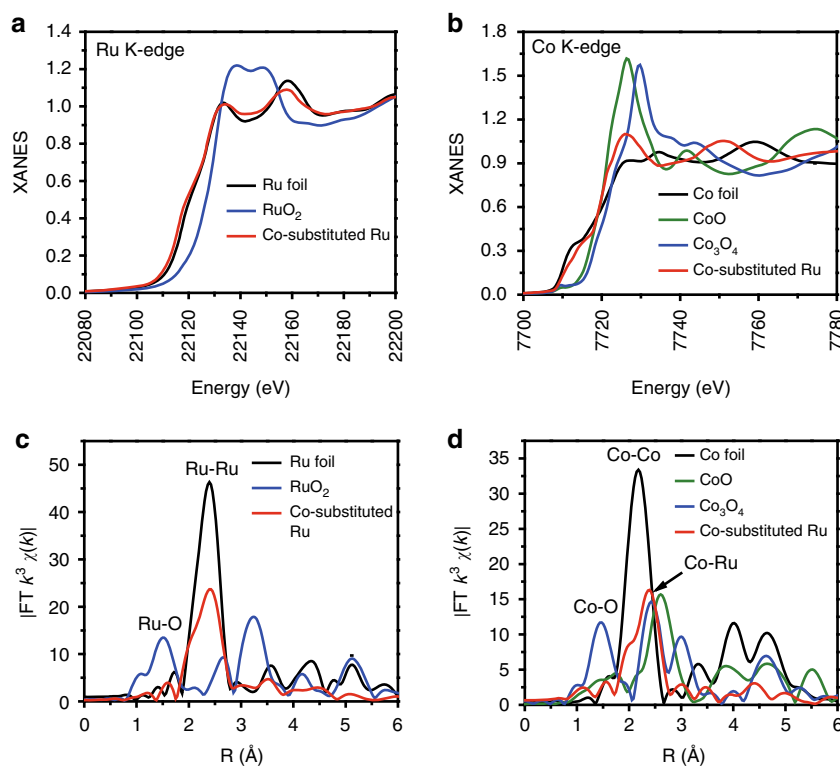 a
Ru K-edge
XANES
1.4
1.2
1.0
0.8
0.6
0.4
0.2
0.0
Ru foil
RuO₂
Co-substituted Ru
22080
22100
22120
22140
22160
22180
22200
Energy (eV)
b
Co K-edge
XANES
1.8
1.5
1.2
0.9
0.6
0.3
0.0
Co foil
CoO
Co₃O₄
Co-substituted Ru
7700
7720
7740
7760
7780
Energy (eV)
c
|FT k³ χ(k)|
50
40
30
20
10
0
Ru-Ru
Ru-O
Ru foil
RuO₂
Co-substituted
Ru
0 1 2 3 4 5 6
R (Å)
d
|FT k³ χ(k)|
35
30
25
20
15
10
5
0
Co-Co
Co-Ru
Co-O
Co foil
CoO
Co₃O₄
Co-substituted Ru
0 1 2 3 4 5 6
R (Å)